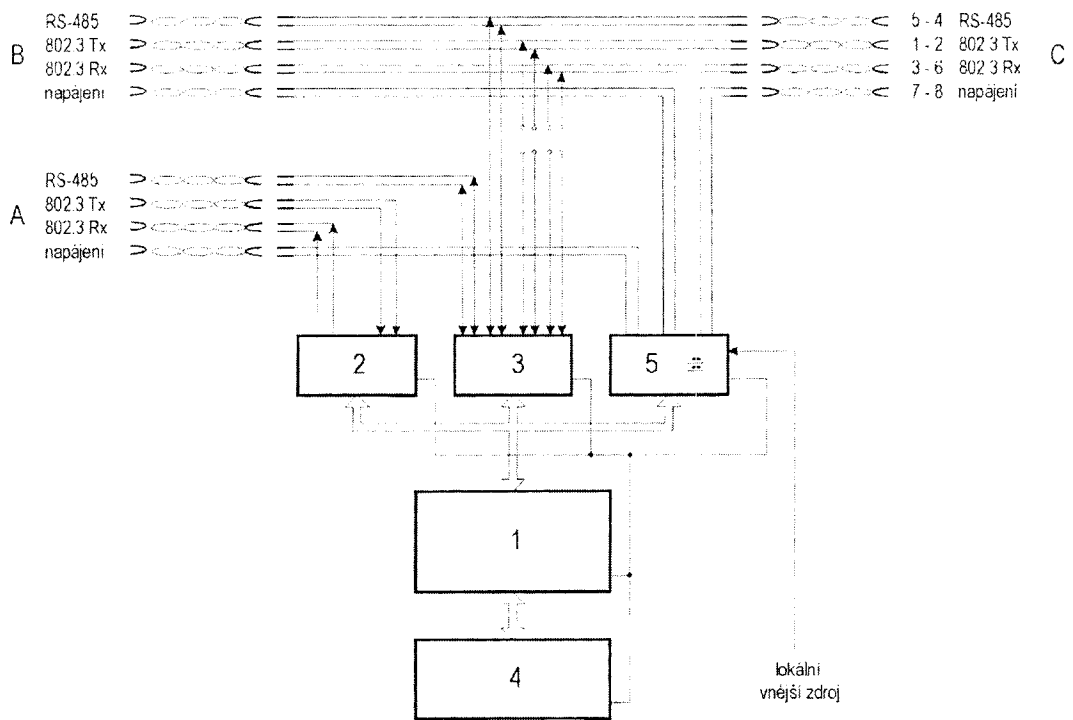 B
RS-485
802.3 Tx
802.3 Rx
napájení
5 - 4 RS-485
1 - 2 802.3 Tx
3 - 6 802.3 Rx
7 - 8 napájení
C
A
RS-485
802.3 Tx
802.3 Rx
napájení
2
3
5
1
4
lokální
vnější zdroj